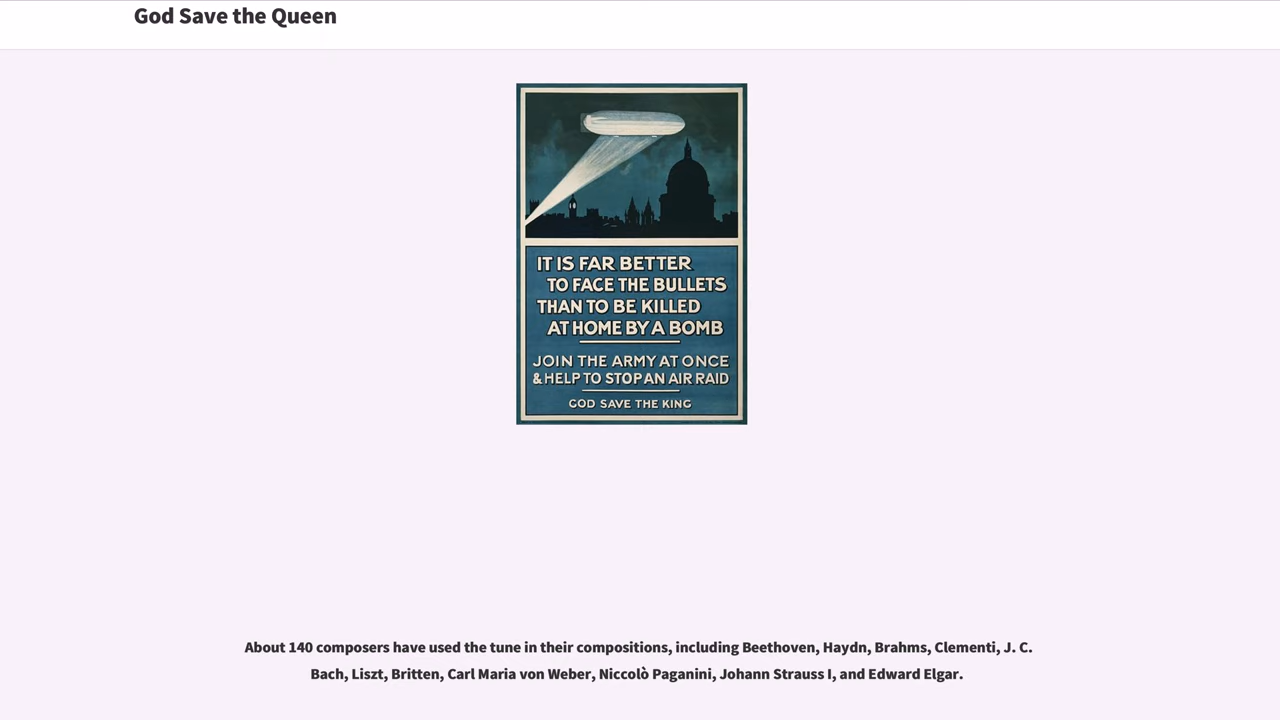 God Save the Queen
IT IS FAR BETTER
TO FACE THE BULLETS
THAN TO BE KILLED
AT HOME BY A BOMB
JOIN THE ARMY AT ONCE
& HELP TO STOP AN AIR RAID
GOD SAVE THE KING
About 140 composers have used the tune in their compositions, including Beethoven, Haydn, Brahms, Clementi, J. C.
Bach, Liszt, Britten, Carl Maria von Weber, Niccolò Paganini, Johann Strauss I, and Edward Elgar.